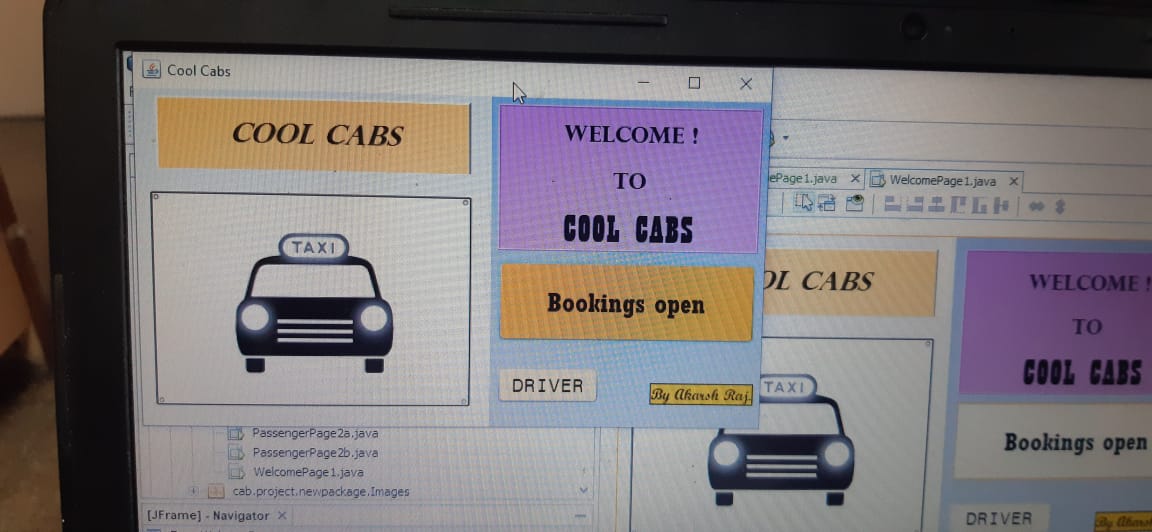 Cool Cabs
COOL CABS
WELCOME !
TO
COOL CABS
TAXI
Bookings open
DRIVER
By Akarsh Raj.
ePage1.java
WelcomePage1.java
OL CABS
WELCOME !
TO
COOL CABS
TAXI
Bookings open
DRIVER
By Akars
PassengerPage2a.java
PassengerPage2b.java
WelcomePage1.java
cab.project.newpackage.Images
[JFrame] - Navigator